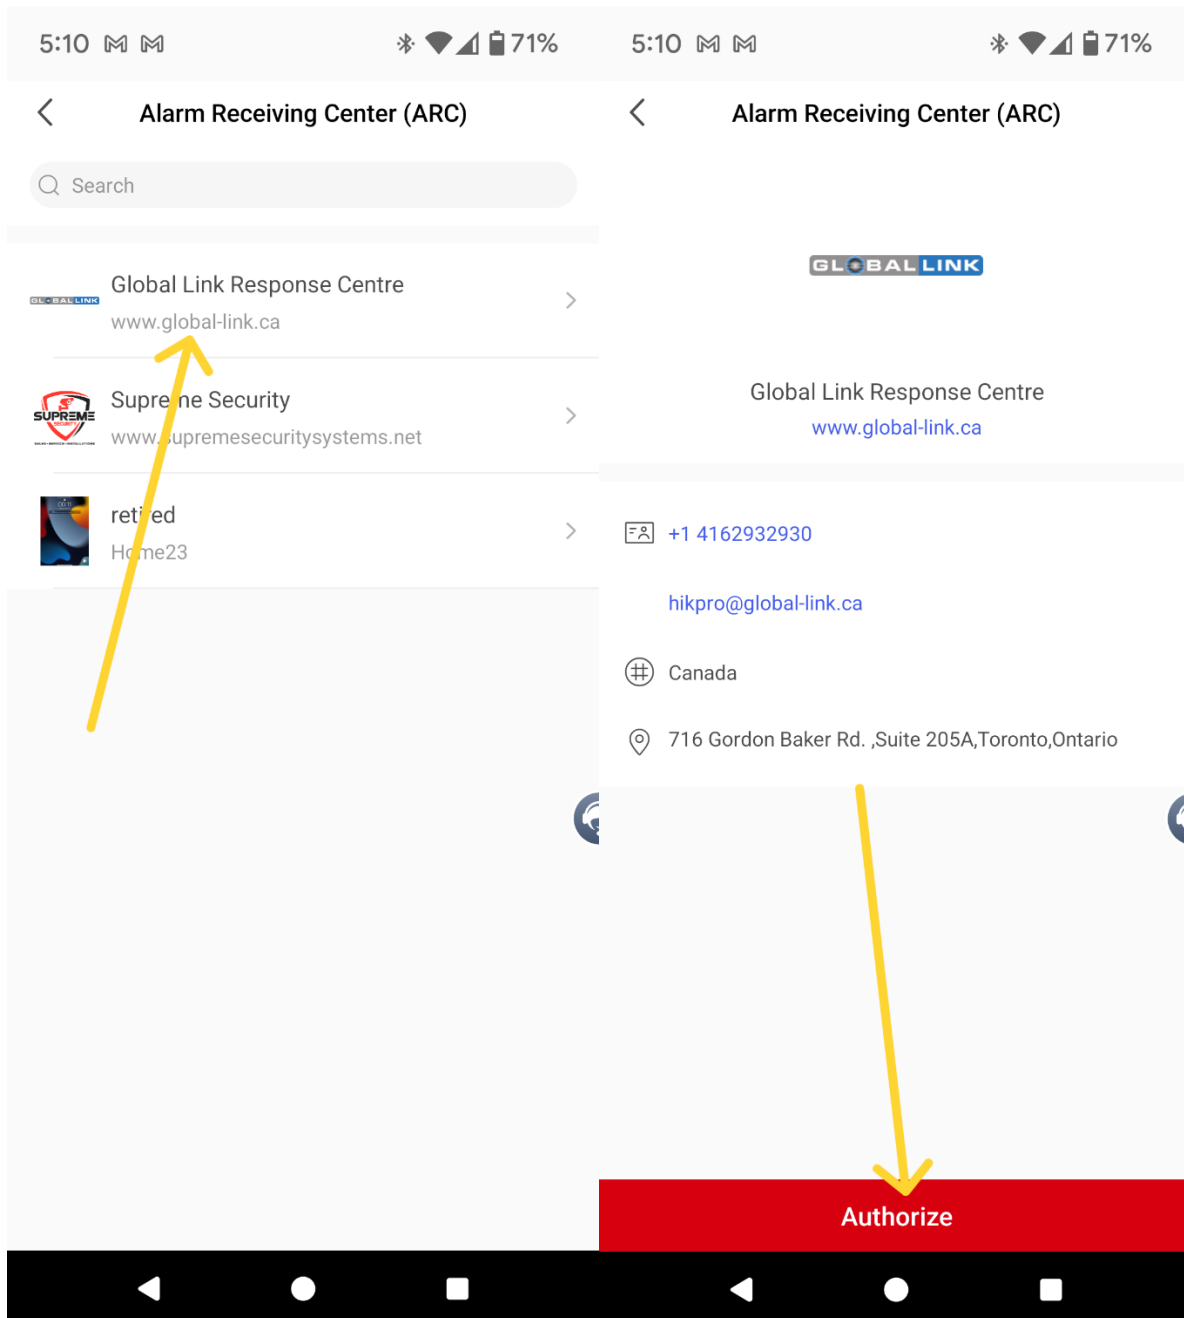 5:10 71%
Alarm Receiving Center (ARC)
Search
GLOBAL LINK
Global Link Response Centre
www.global-link.ca
SUPREME
SECURITY
Supreme Security
www.supremesecuritysystems.net
retired
Home23
5:10 71%
Alarm Receiving Center (ARC)
GLOBAL LINK
Global Link Response Centre
www.global-link.ca
+1 4162932930
hikpro@global-link.ca
Canada
716 Gordon Baker Rd. ,Suite 205A,Toronto,Ontario
Authorize